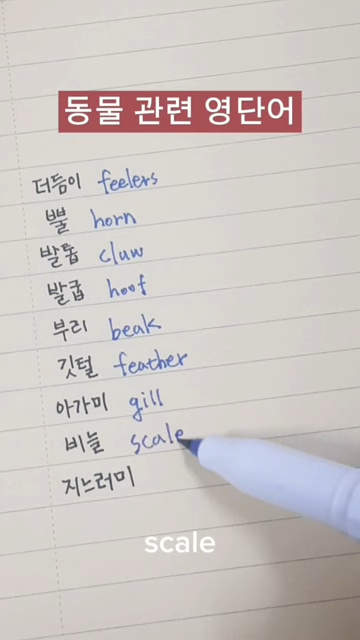 동물 관련 영단어
더듬이 feelers
뿔 horn
발톱 claw
발굽 hoof
부리 beak
깃털 feather
아가미 gill
비늘 scale
지느러미
scale